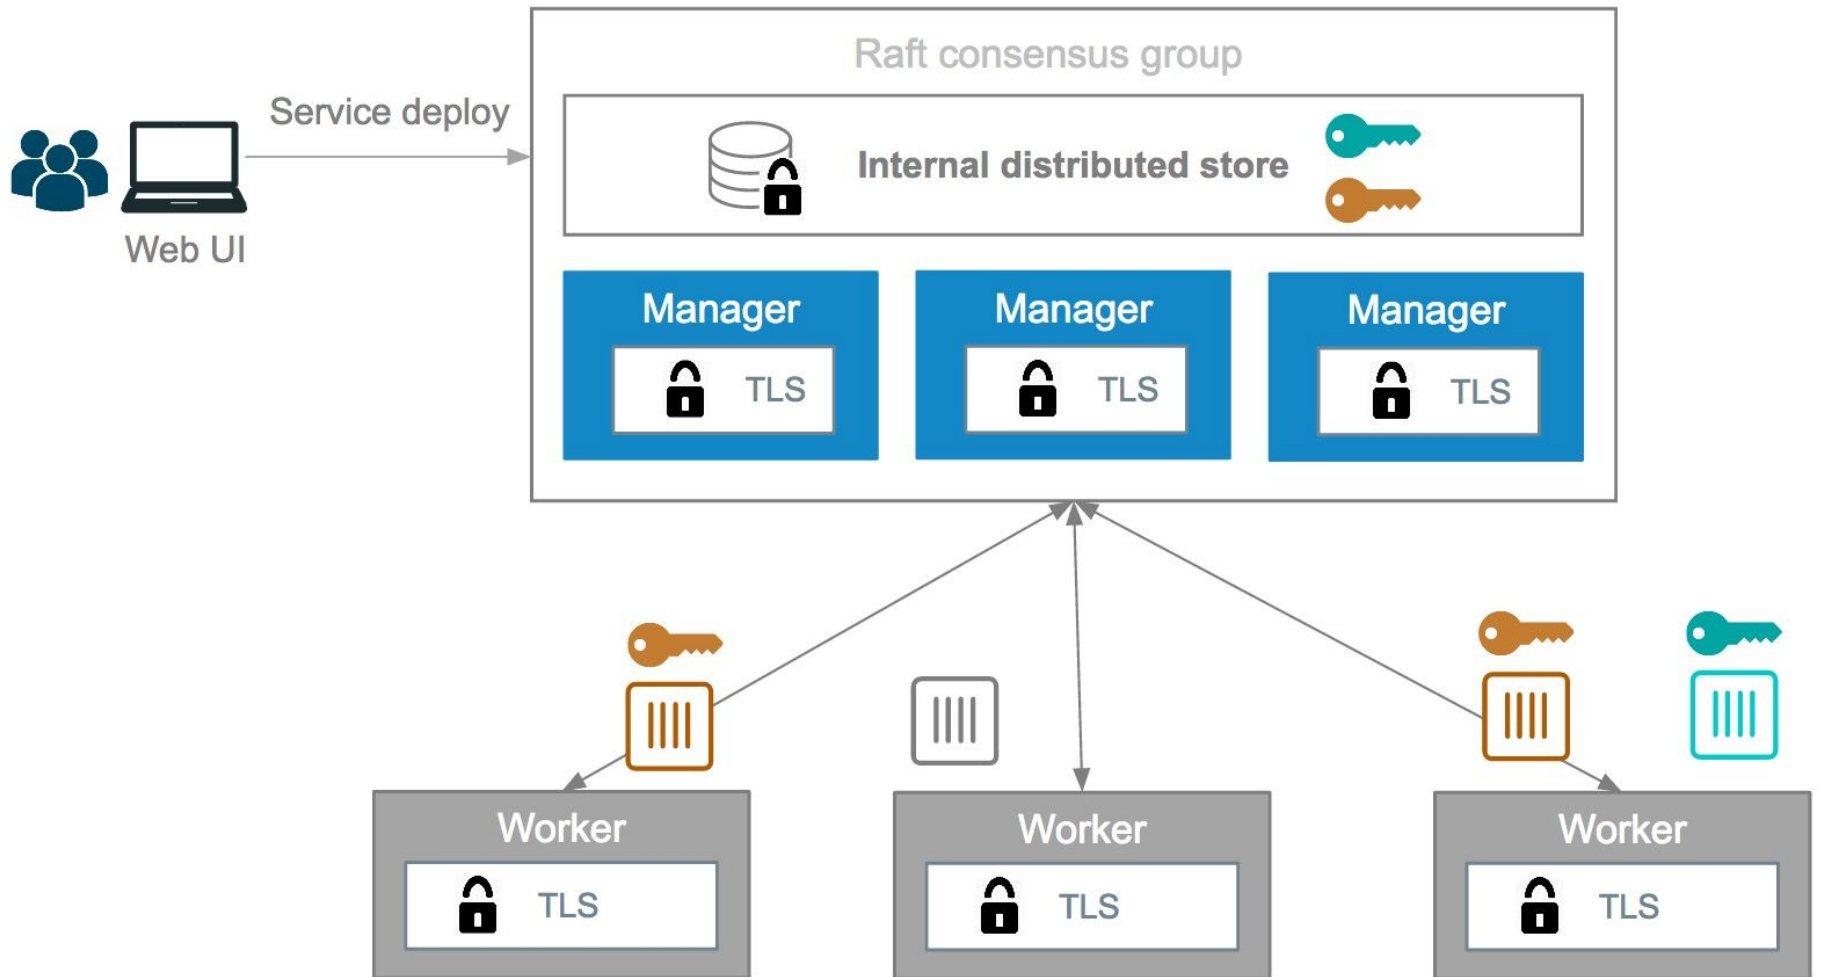 Raft consensus group
Service deploy
Internal distributed store
Web UI
Manager
Manager
Manager
TLS
TLS
TLS
Worker
Worker
Worker
TLS
TLS
TLS